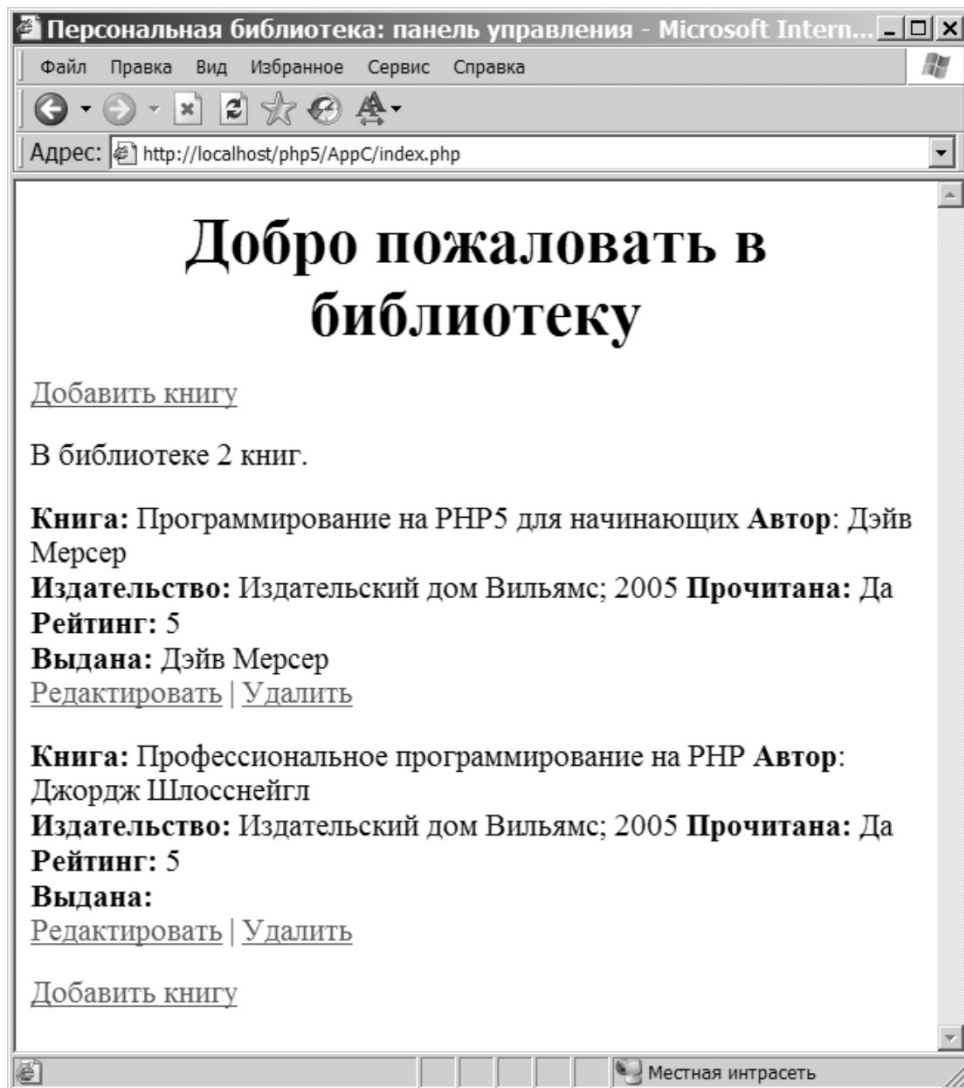 Персональная библиотека: панель управления - Microsoft Intern...
Файл Правка Вид Избранное Сервис Справка
Адрес: http://localhost/php5/AppC/index.php
Добро пожаловать в
библиотеку
Добавить книгу
В библиотеке 2 книг.
Книга: Программирование на PHP5 для начинающих Автор: Дэйв
Мерсер
Издательство: Издательский дом Вильямс; 2005 Прочитана: Да
Рейтинг: 5
Выдана: Дэйв Мерсер
Редактировать | Удалить
Книга: Профессиональное программирование на PHP Автор:
Джордж Шлосснейгл
Издательство: Издательский дом Вильямс; 2005 Прочитана: Да
Рейтинг: 5
Выдана:
Редактировать | Удалить
Добавить книгу
Местная интрасеть